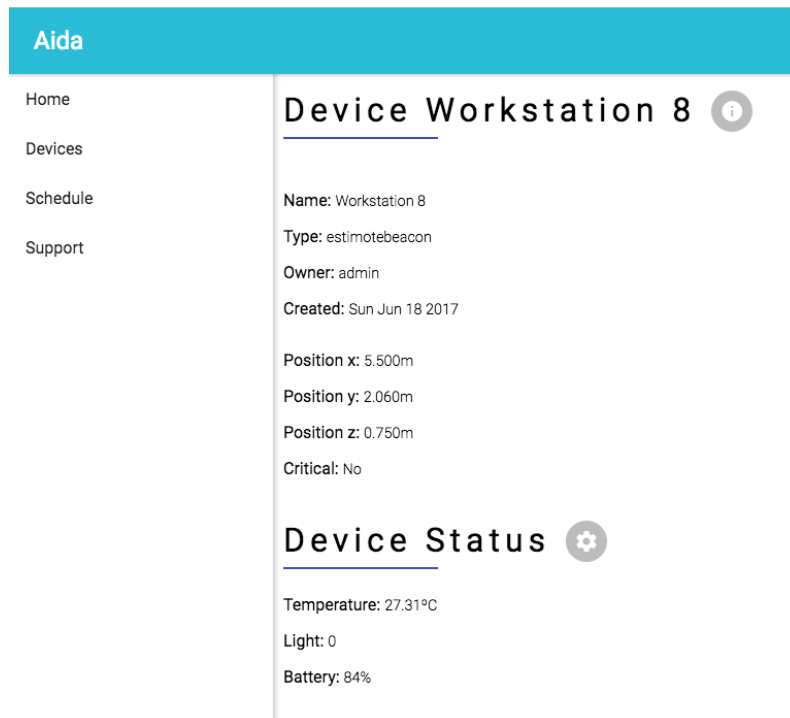 Aida
Home
Devices
Schedule
Support
Device Workstation 8
Name: Workstation 8
Type: estimotebeacon
Owner: admin
Created: Sun Jun 18 2017
Position x: 5.500m
Position y: 2.060m
Position z: 0.750m
Critical: No
Device Status
Temperature: 27.31ºC
Light: 0
Battery: 84%